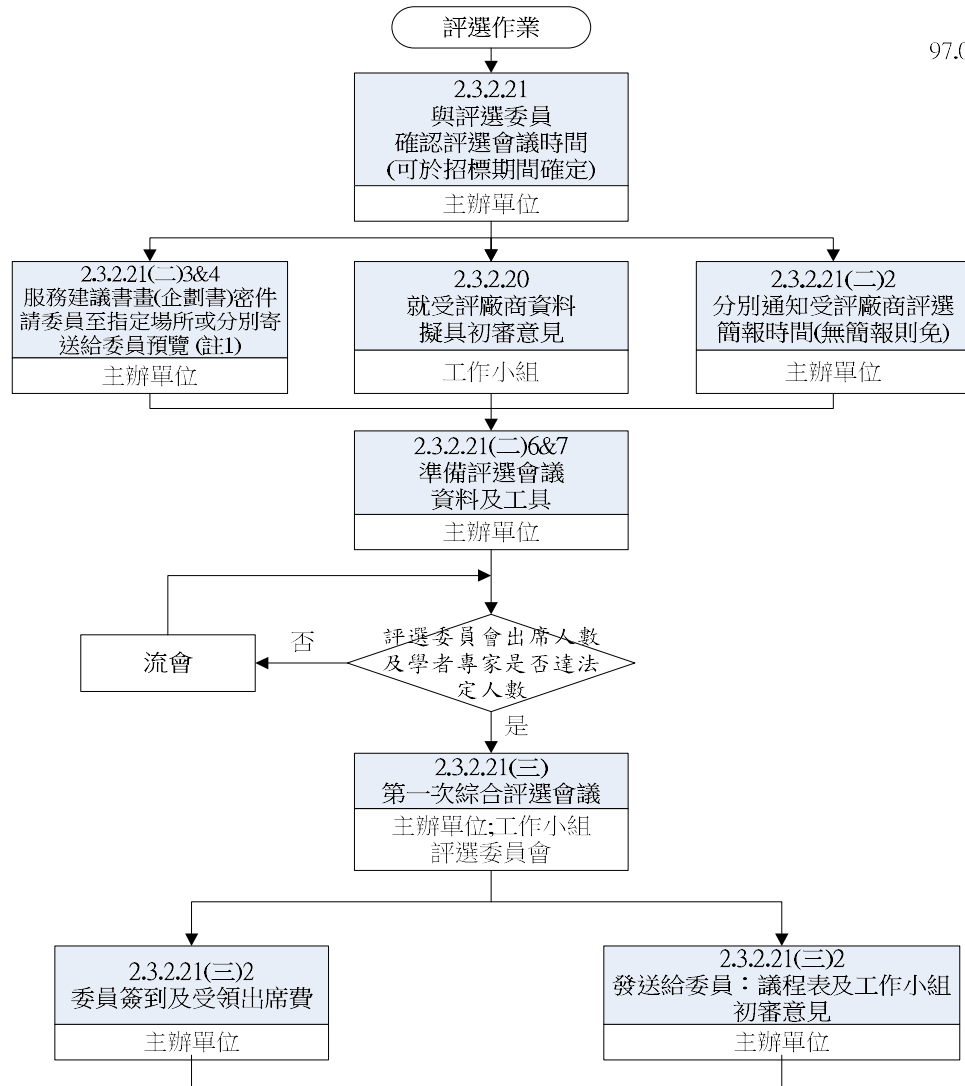 評選作業
97.0
2.3.2.21
與評選委員
確認評選會議時間
(可於招標期間確定)
主辦單位
2.3.2.21(二)3&4
服務建議書畫(企劃書)密件
請委員至指定場所或分別寄
送給委員預覽 (註1)
主辦單位
2.3.2.20
就受評廠商資料
擬具初審意見
工作小組
2.3.2.21(二)2
分別通知受評廠商評選
簡報時間(無簡報則免)
主辦單位
2.3.2.21(二)6&7
準備評選會議
資料及工具
主辦單位
評選委員會出席人數
及學者專家是否達法
定人數
否
流會
是
2.3.2.21(三)
第一次綜合評選會議
主辦單位;工作小組
評選委員會
2.3.2.21(三)2
委員簽到及受領出席費
主辦單位
2.3.2.21(三)2
發送給委員：議程表及工作小組
初審意見
主辦單位